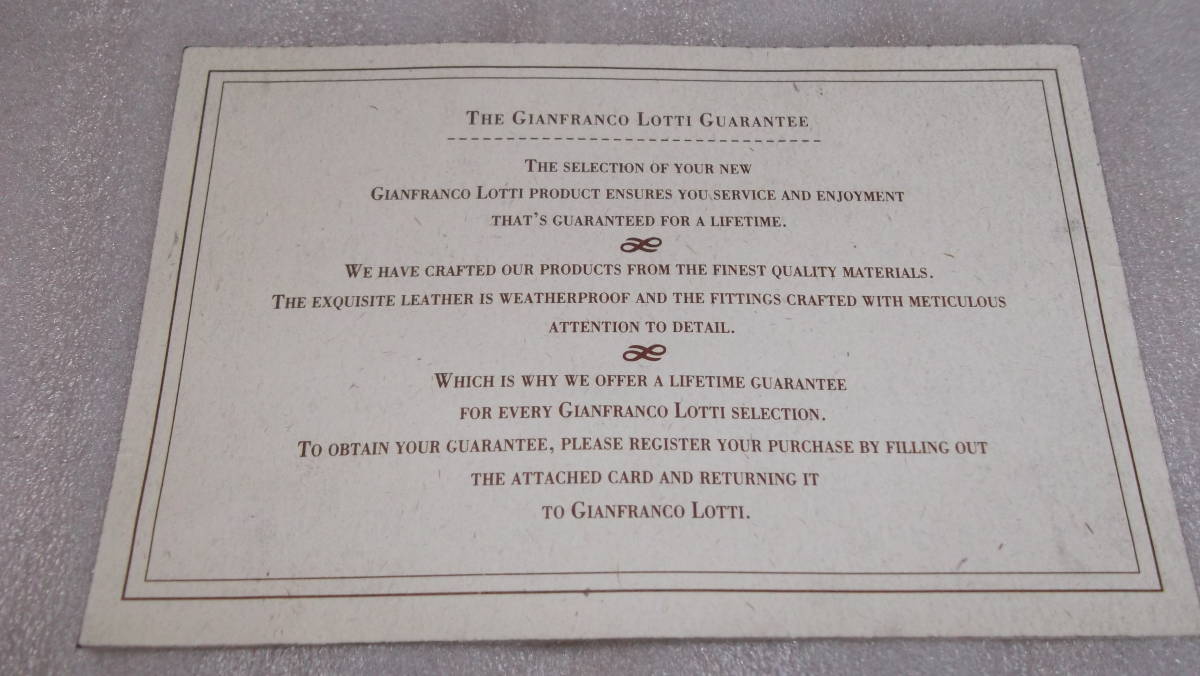 THE GIANFRANCO LOTTI GUARANTEE
THE SELECTION OF YOUR NEW
GIANFRANCO LOTTI PRODUCT ENSURES YOU SERVICE AND ENJOYMENT
THAT'S GUARANTEED FOR A LIFETIME.
WE HAVE CRAFTED OUR PRODUCTS FROM THE FINEST QUALITY MATERIALS.
THE EXQUISITE LEATHER IS WEATHERPROOF AND THE FITTINGS CRAFTED WITH METICULOUS
ATTENTION TO DETAIL.
WHICH IS WHY WE OFFER A LIFETIME GUARANTEE
FOR EVERY GIANFRANCO LOTTI SELECTION.
TO OBTAIN YOUR GUARANTEE, PLEASE REGISTER YOUR PURCHASE BY FILLING OUT
THE ATTACHED CARD AND RETURNING IT
TO GIANFRANCO LOTTI.